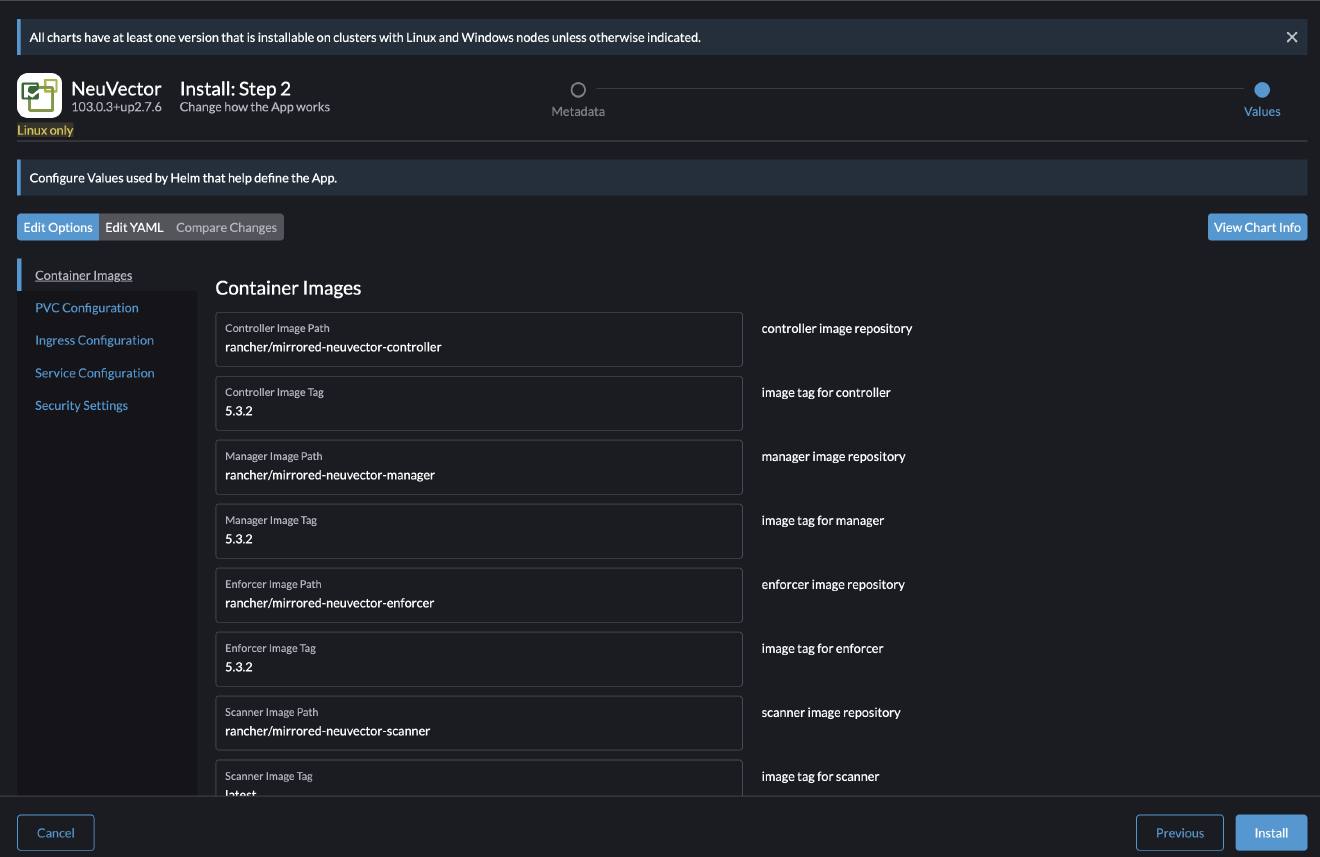 All charts have at least one version that is installable on clusters with Linux and Windows nodes unless otherwise indicated.
NeuVector
103.0.3+up2.7.6
Linux only
Install: Step 2
Change how the App works
Metadata
Values
Configure Values used by Helm that help define the App.
Edit Options
Edit YAML
Compare Changes
View Chart Info
Container Images
PVC Configuration
Ingress Configuration
Service Configuration
Security Settings
Container Images
Controller Image Path
rancher/mirrored-neuvector-controller
controller image repository
Controller Image Tag
5.3.2
image tag for controller
Manager Image Path
rancher/mirrored-neuvector-manager
manager image repository
Manager Image Tag
5.3.2
image tag for manager
Enforcer Image Path
rancher/mirrored-neuvector-enforcer
enforcer image repository
Enforcer Image Tag
5.3.2
image tag for enforcer
Scanner Image Path
rancher/mirrored-neuvector-scanner
scanner image repository
Scanner Image Tag
latest
image tag for scanner
Cancel
Previous
Install